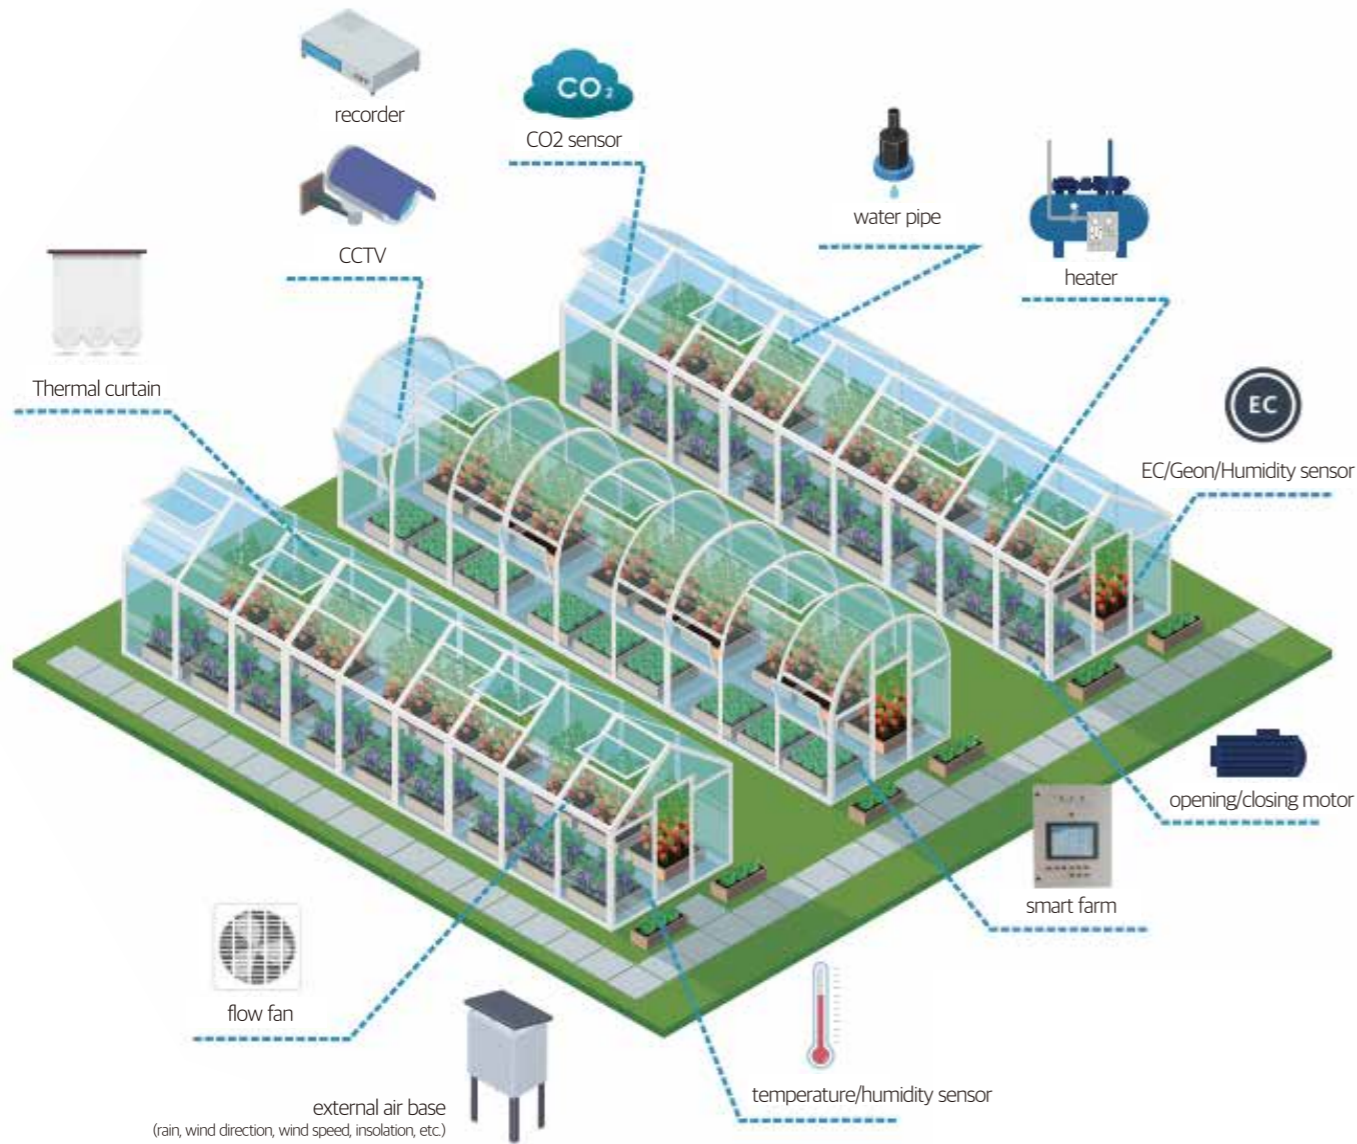 recorder
CO2
CO2 sensor
water pipe
CCTV
heater
Thermal curtain
EC
EC/Geon/Humidity sensor
opening/closing motor
smart farm
flow fan
temperature/humidity sensor
external air base
(rain, wind direction, wind speed, insolation, etc.)